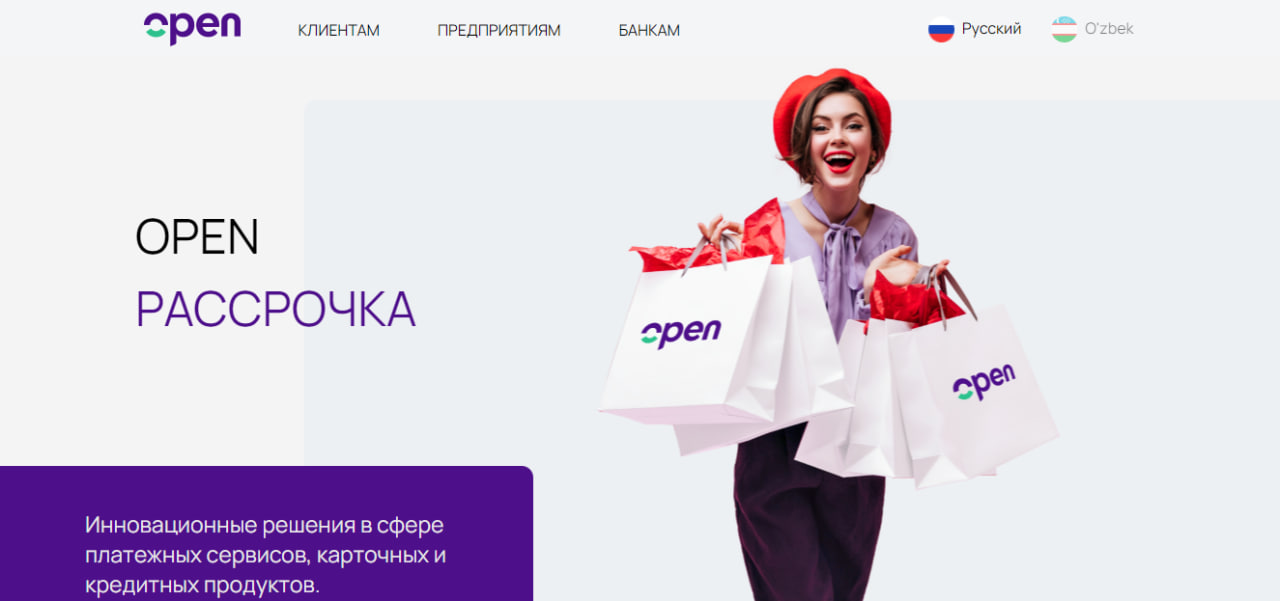 open
КЛИЕНТАМ
ПРЕДПРИЯТИЯМ
БАНКАМ
Русский
O'zbek
OPEN
РАССРОЧКА
open
open
Инновационные решения в сфере
платежных сервисов, карточных и
кредитных продуктов.